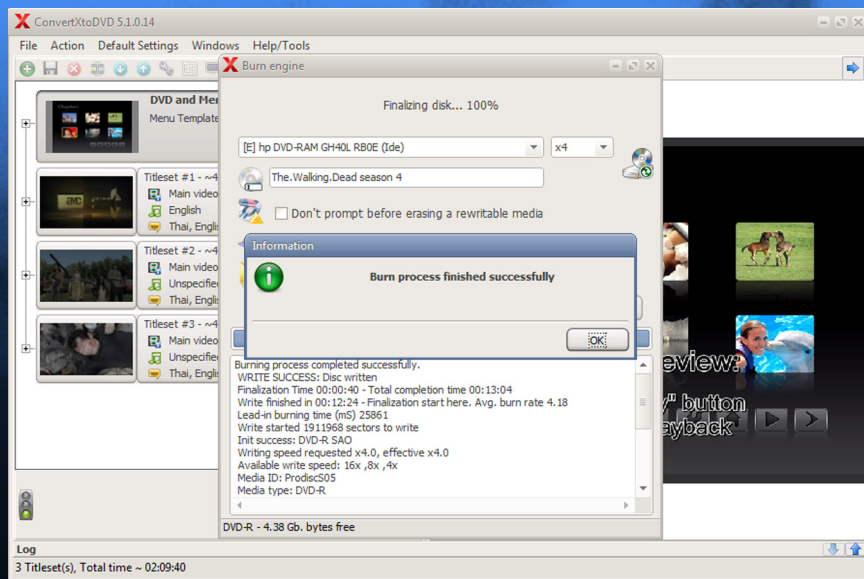 ConvertXtoDVD 5.1.0.14
File Action Default Settings Windows Help/Tools
Burn engine
Finalizing disk... 100%
[E] hp DVD-RAM GH40L RB0E (Ide)
x4
The.Walking.Dead season 4
Don't prompt before erasing a rewritable media
DVD and Men
Menu Template
Titleset #1 - ~4
Main video
English
Thai, Englis
Titleset #2 - ~4
Main video
Unspecified
Thai, Englis
Titleset #3 - ~4
Main video
Unspecified
Thai, Englis
Information
Burn process finished successfully
OK
Burning process completed successfully.
WRITE SUCCESS: Disc written
Finalization Time 00:00:40 - Total completion time 00:13:04
Write finished in 00:12:24 - Finalization start here. Avg. burn rate 4.18
Lead-in burning time (mS) 25861
Write started 1911968 sectors to write
Init success: DVD-R SAO
Writing speed requested x4.0, effective x4.0
Available write speed: 16x ,8x ,4x
Media ID: ProdiscS05
Media type: DVD-R
DVD-R - 4.38 Gb. bytes free
eview:
y" button
ayback
Log
3 Titleset(s), Total time ~ 02:09:40